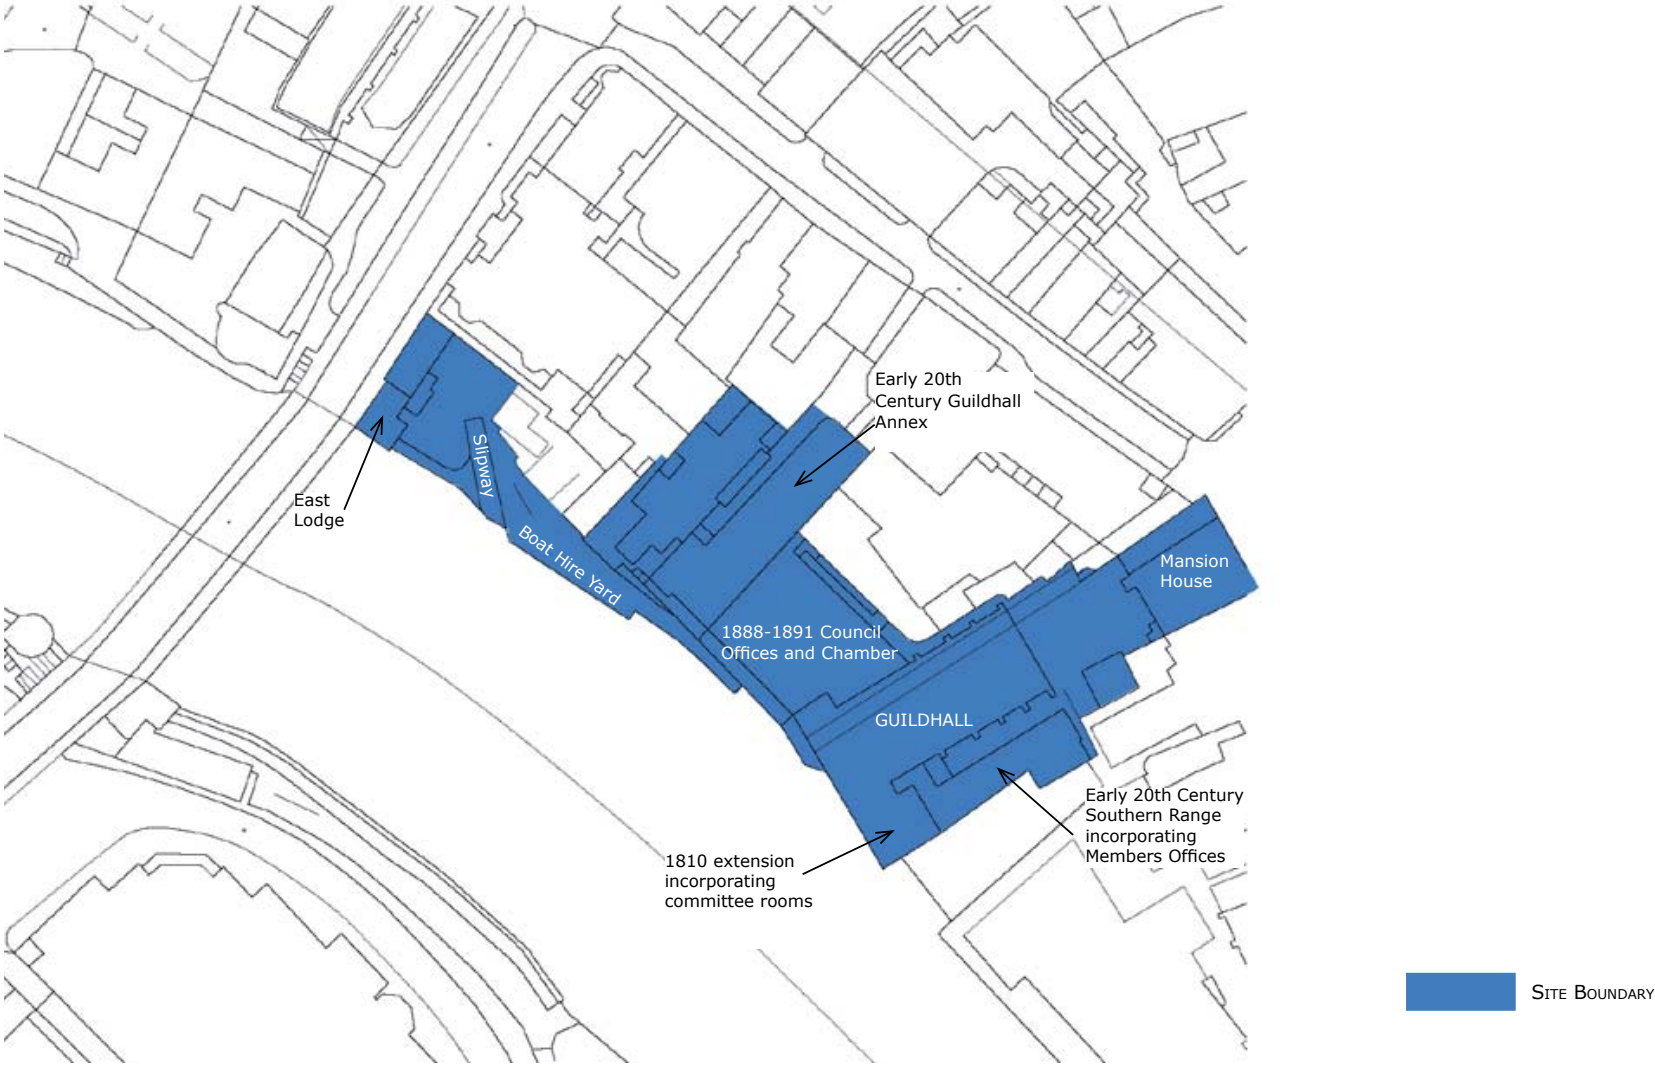 Early 20th
Century Guildhall
Annex
East
Lodge
Slipway
Boat Hire Yard
Mansion
House
1888-1891 Council
Offices and Chamber
GUILDHALL
Early 20th Century
Southern Range
incorporating
Members Offices
1810 extension
incorporating
committee rooms
Site Boundary